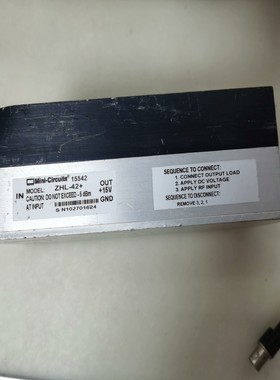 Mini-Circuits® 15542
IN
MODEL: ZHL-42+
OUT
CAUTION: DO NOT EXCEED -5 dBm
AT INPUT
+15V
GND
S N102701624
SEQUENCE TO CONNECT:
1. CONNECT OUTPUT LOAD
2. APPLY DC VOLTAGE
3. APPLY RF INPUT
SEQUENCE TO DISCONNECT:
REMOVE 3, 2, 1